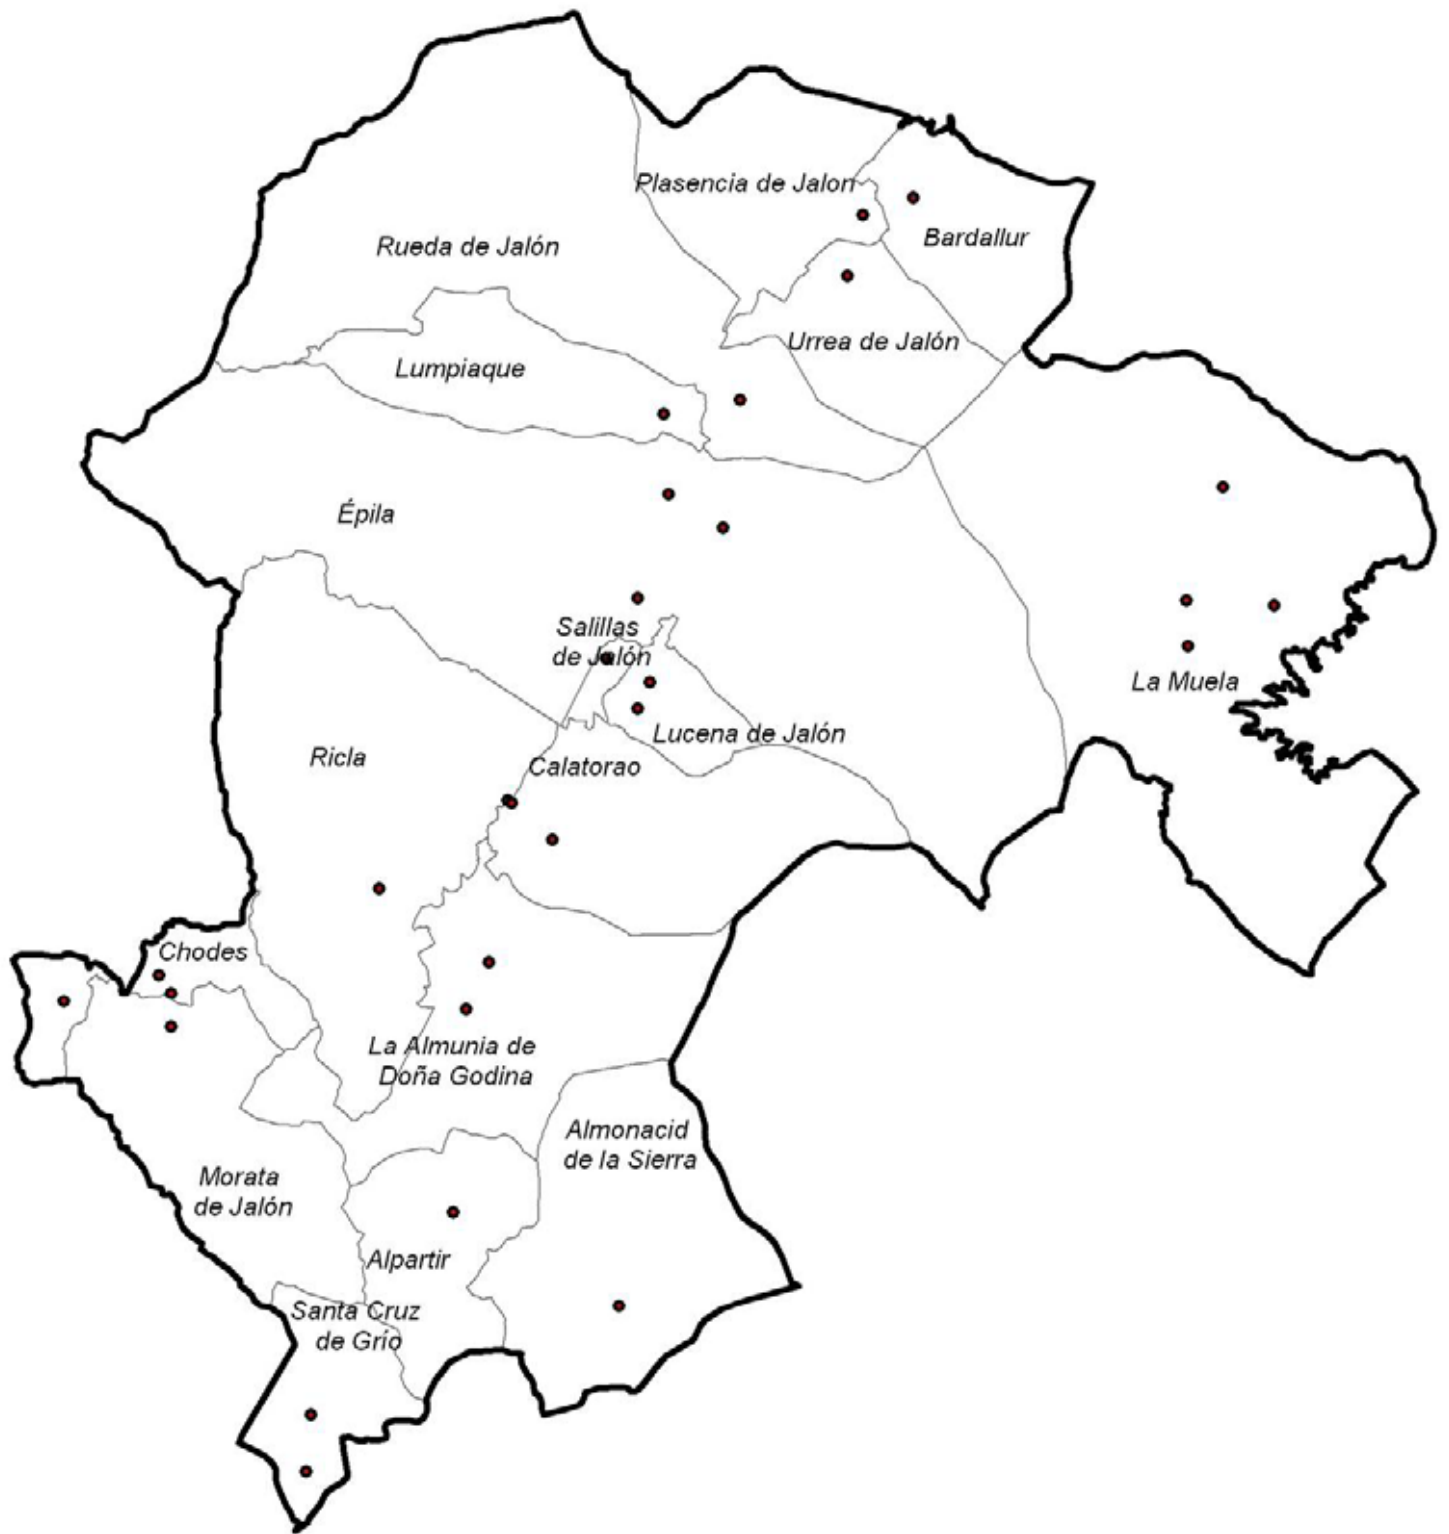 Plasencia de Jalon
Bardallur
Rueda de Jalón
Urrea de Jalón
Lumpiaque
Épila
Salillas
de Jalón
La Muela
Lucena de Jalón
Ricla
Calatorao
Chodes
La Almunia de
Doña Godina
Almonacid
de la Sierra
Morata
de Jalón
Alpartir
Santa Cruz
de Grío